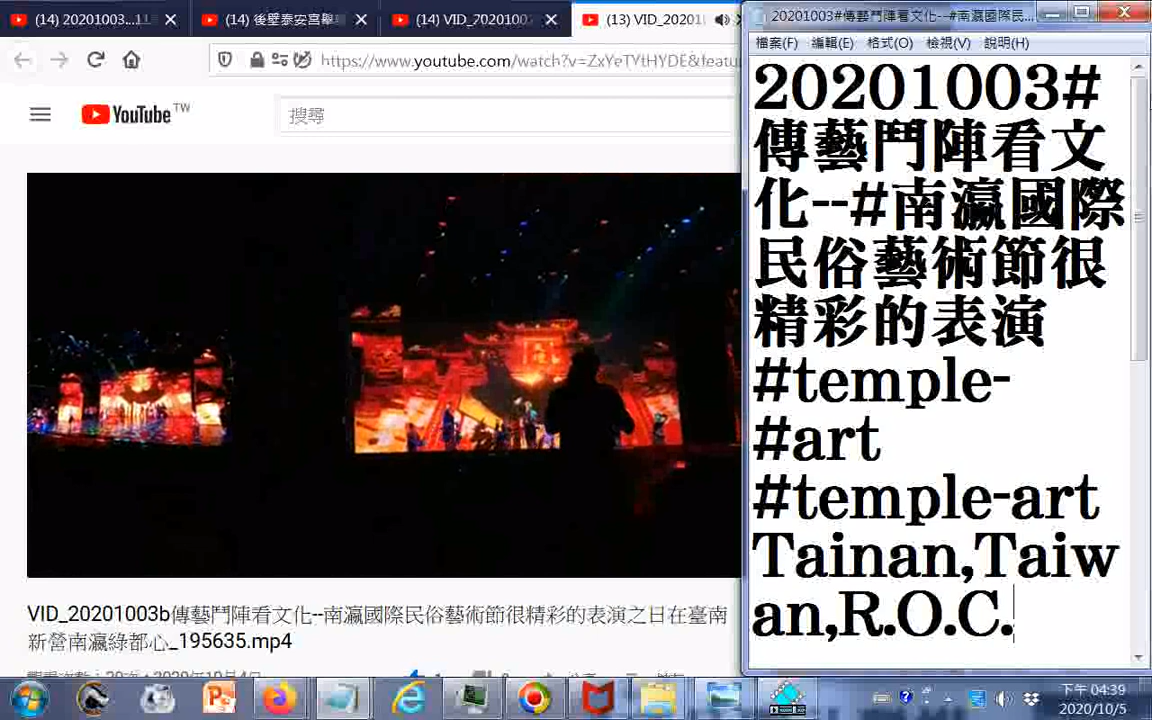 (14) 20201003...11
(14) 後壁泰安宮舉
(14) VID_2020100
(13) VID_20201
20201003#傳藝鬥陣看文化--#南瀛國際民...
https://www.youtube.com/watch?v=ZxYeTVtHYDE&featu
檔案(F) 編輯(E) 格式(O) 檢視(V) 說明(H)
YouTube TW
搜尋
20201003#
傳藝鬥陣看文
化--#南瀛國際
民俗藝術節很
精彩的表演
#temple-
#art
#temple-art
Tainan,Taiw
an,R.O.C.
VID_20201003b傳藝鬥陣看文化--南瀛國際民俗藝術節很精彩的表演之日在臺南
新營南瀛綠都心_195635.mp4
下午 04:39
2020/10/5